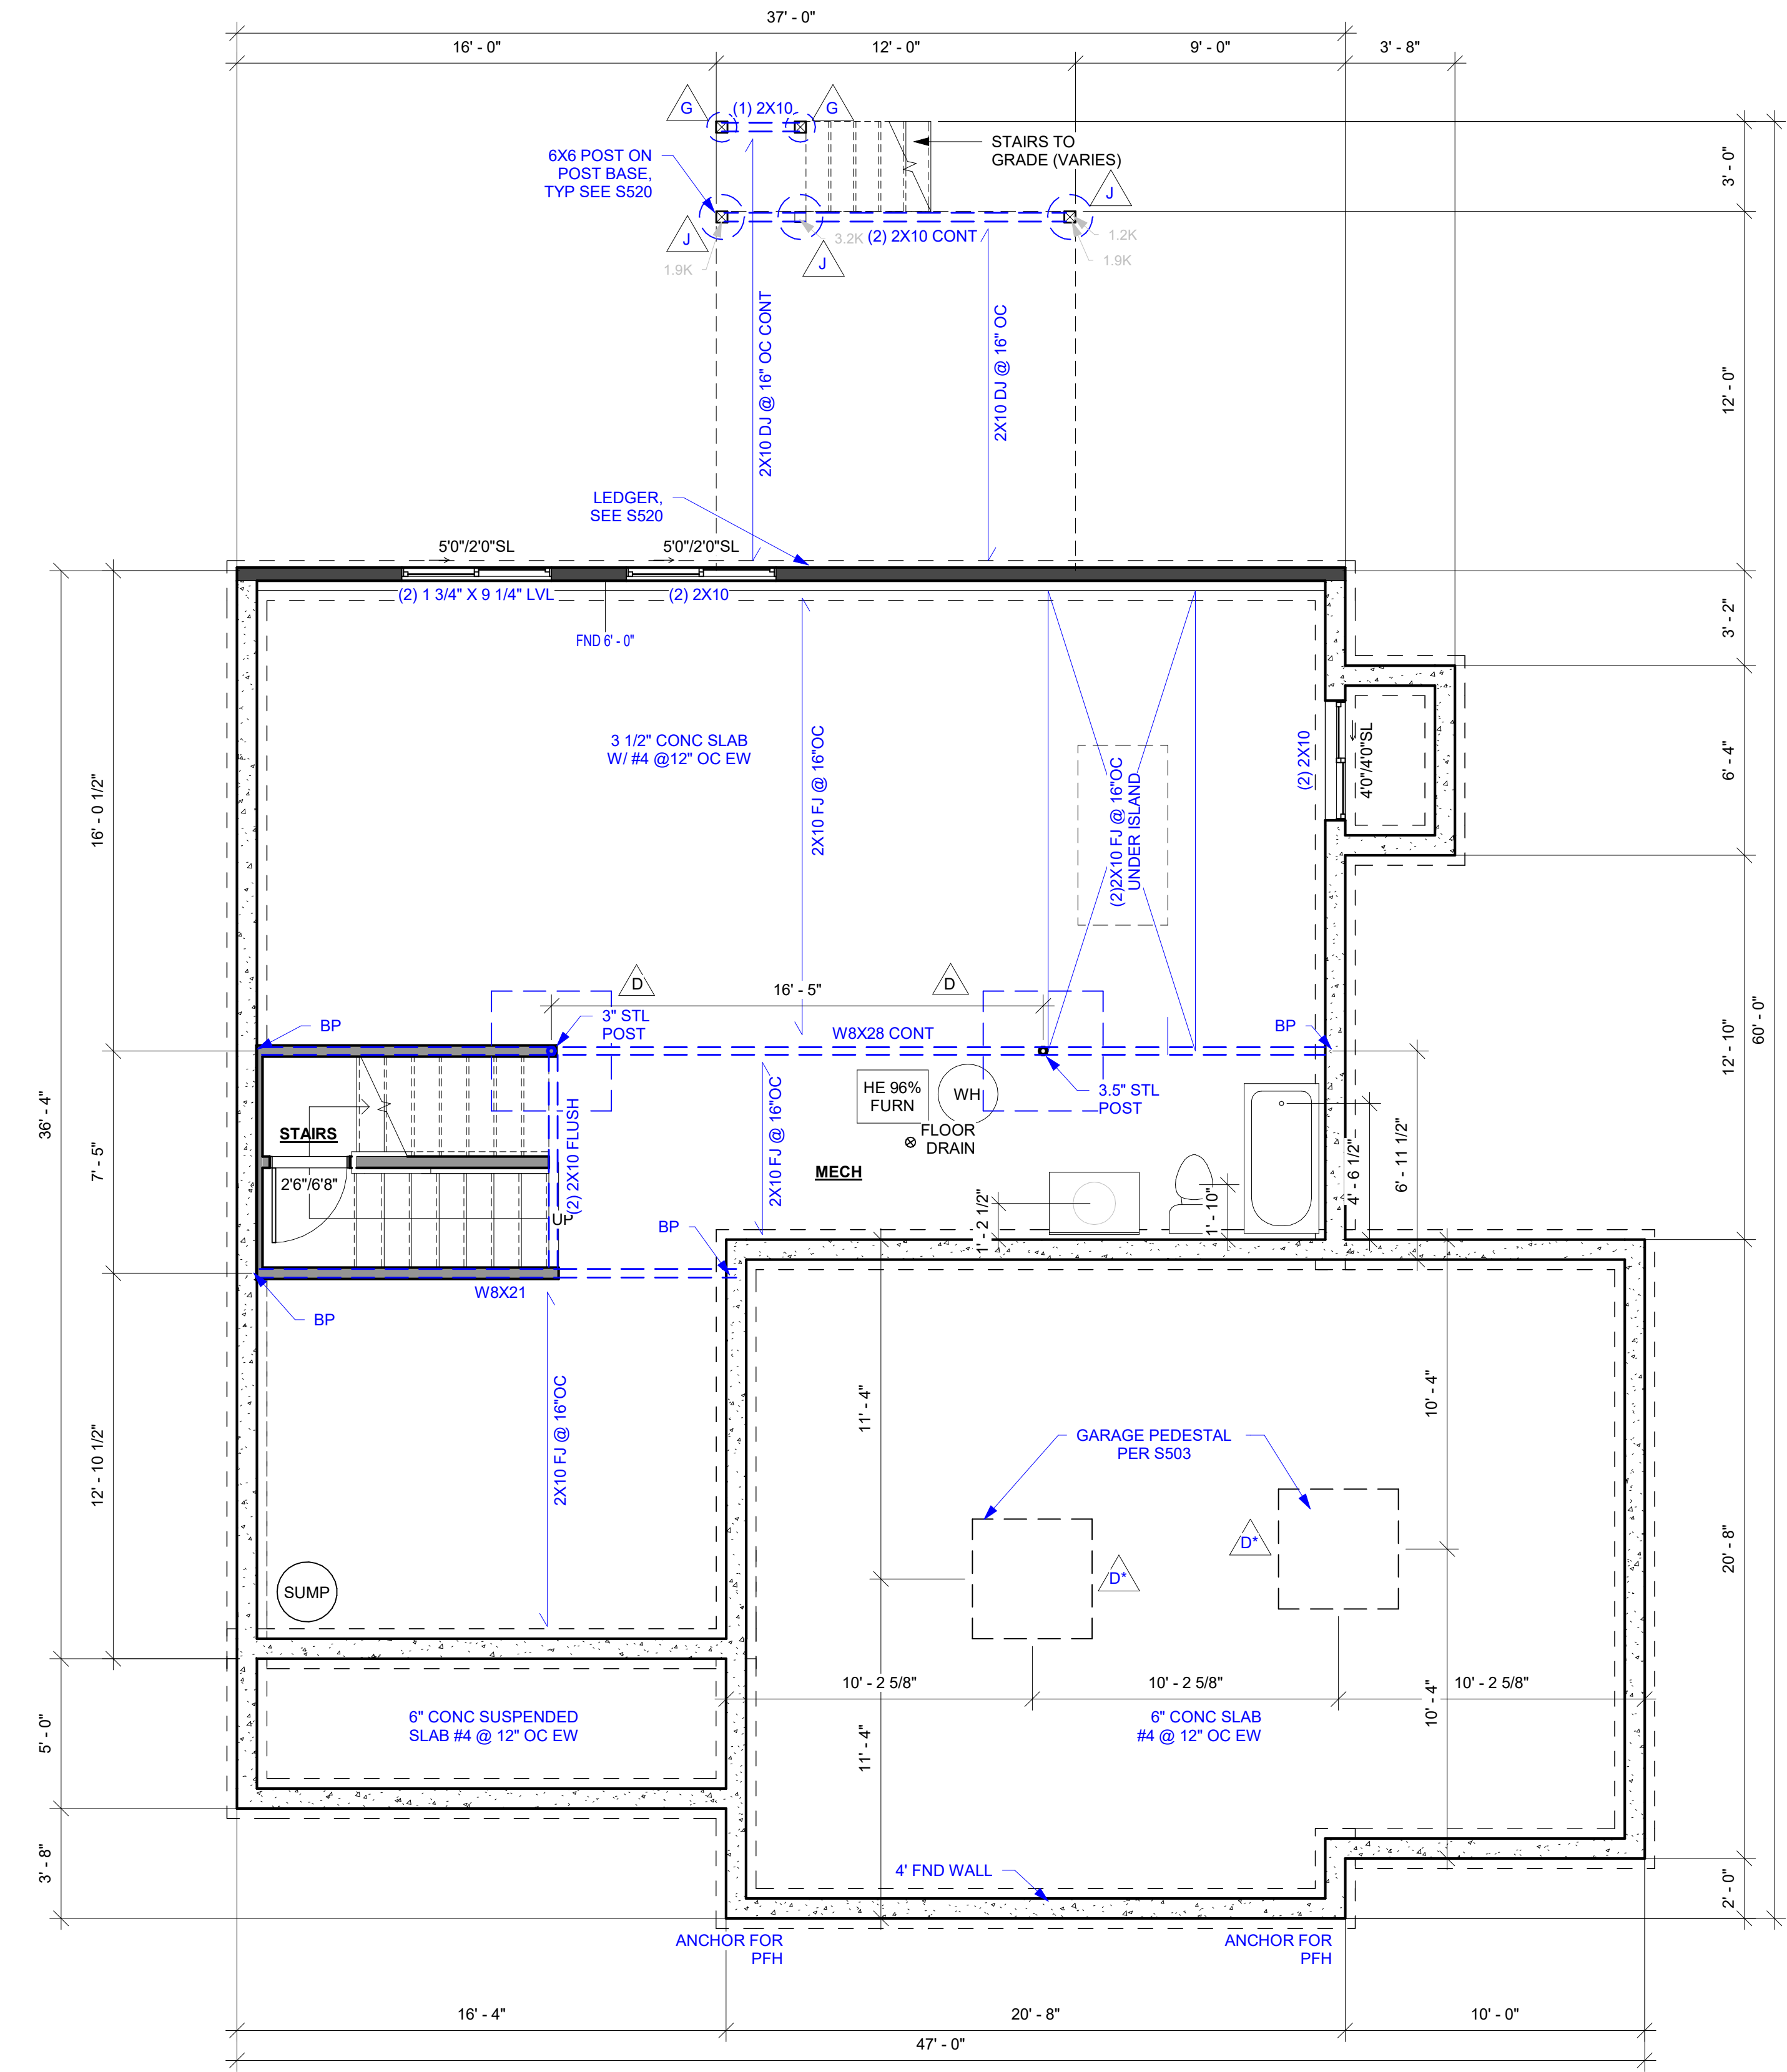 37' - 0"
16' - 0"
12' - 0"
9' - 0"
3' - 8"
G
(1) 2X10
G
STAIRS TO
GRADE (VARIES)
6X6 POST ON
POST BASE,
TYP SEE S520
J
J
3.2K
(2) 2X10 CONT
1.2K
1.9K
J
1.9K
3' - 0"
12' - 0"
2X10 DJ @ 16" OC CONT
2X10 DJ @ 16" OC
LEDGER,
SEE S520
5'0"/2'0"SL
5'0"/2'0"SL
(2) 1 3/4" X 9 1/4" LVL
(2) 2X10
FND 6' - 0"
3' - 2"
3 1/2" CONC SLAB
W/ #4 @12" OC EW
2X10 FJ @ 16"OC
(2)2X10 FJ @ 16"OC
UNDER ISLAND
(2) 2X10
4'0"/4'0"SL
6' - 4"
16' - 0 1/2"
D
D
16' - 5"
BP
3" STL
POST
W8X28 CONT
BP
12' - 10"
60' - 0"
HE 96%
FURN
WH
3.5" STL
POST
36' - 4"
7' - 5"
STAIRS
2'6"/6'8"
UP
(2) 2X10 FLUSH
2X10 FJ @ 16"OC
FLOOR
DRAIN
MECH
1' - 2 1/2"
1' - 10"
4' - 6 1/2"
6' - 11 1/2"
BP
W8X21
BP
2X10 FJ @ 16"OC
12' - 10 1/2"
11' - 4"
10' - 4"
GARAGE PEDESTAL
PER S503
D*
D*
20' - 8"
SUMP
10' - 2 5/8"
10' - 2 5/8"
10' - 2 5/8"
10' - 4"
6" CONC SUSPENDED
SLAB #4 @ 12" OC EW
11' - 4"
6" CONC SLAB
#4 @ 12" OC EW
5' - 0"
3' - 8"
4' FND WALL
2' - 0"
ANCHOR FOR
PFH
ANCHOR FOR
PFH
16' - 4"
20' - 8"
10' - 0"
47' - 0"